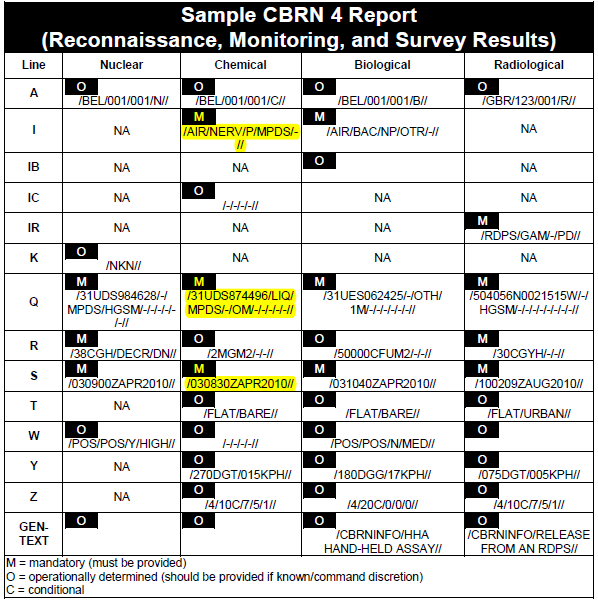 Sample CBRN 4 Report
(Reconnaissance, Monitoring, and Survey Results)
Line Nuclear Chemical Biological Radiological
A O /BEL/001/001/N// O /BEL/001/001/C// O /BEL/001/001/B// O /GBR/123/001/R//
I NA M /AIR/NERV/P/MPDS/-// M /AIR/BAC/NP/OTR/-// NA
IB NA NA O NA
IC NA O /-/-/-/-// NA NA
IR NA NA NA M /RDPS/GAM/-/PD//
K O /NKN// NA NA NA
Q M /31UDS984628/-/MPDS/HGSM/-/-/-/-/-/-/-// M /31UDS874496/LIQ/MPDS/-/OM/-/-/-/-/-// M /31UES062425/-/OTH/1M/-/-/-/-/-/-// M /504056N0021515W/-/HGSM/-/-/-/-/-/-/-/-//
R M /38CGH/DECR/DN// O /2MGM2/-/-// O /50000CFUM2/-/-// M /30CGYH/-/-//
S M /030900ZAPR2010// M /030830ZAPR2010// M /031040ZAPR2010// M /100209ZAUG2010//
T NA O /FLAT/BARE// O /FLAT/BARE// O /FLAT/URBAN//
W O /POS/POS/Y/HIGH// O /-/-/-/-// O /POS/POS/N/MED// O
Y NA O /270DGT/015KPH// O /180DGG/17KPH// O /075DGT/005KPH//
Z NA O /4/10C/7/5/1// O /4/20C/0/0/0// O /4/10C/7/5/1//
GEN-TEXT O O O /CBRNINFO/HHA HAND-HELD ASSAY// O /CBRNINFO/RELEASE FROM AN RDPS//
M = mandatory (must be provided)
O = operationally determined (should be provided if known/command discretion)
C = conditional